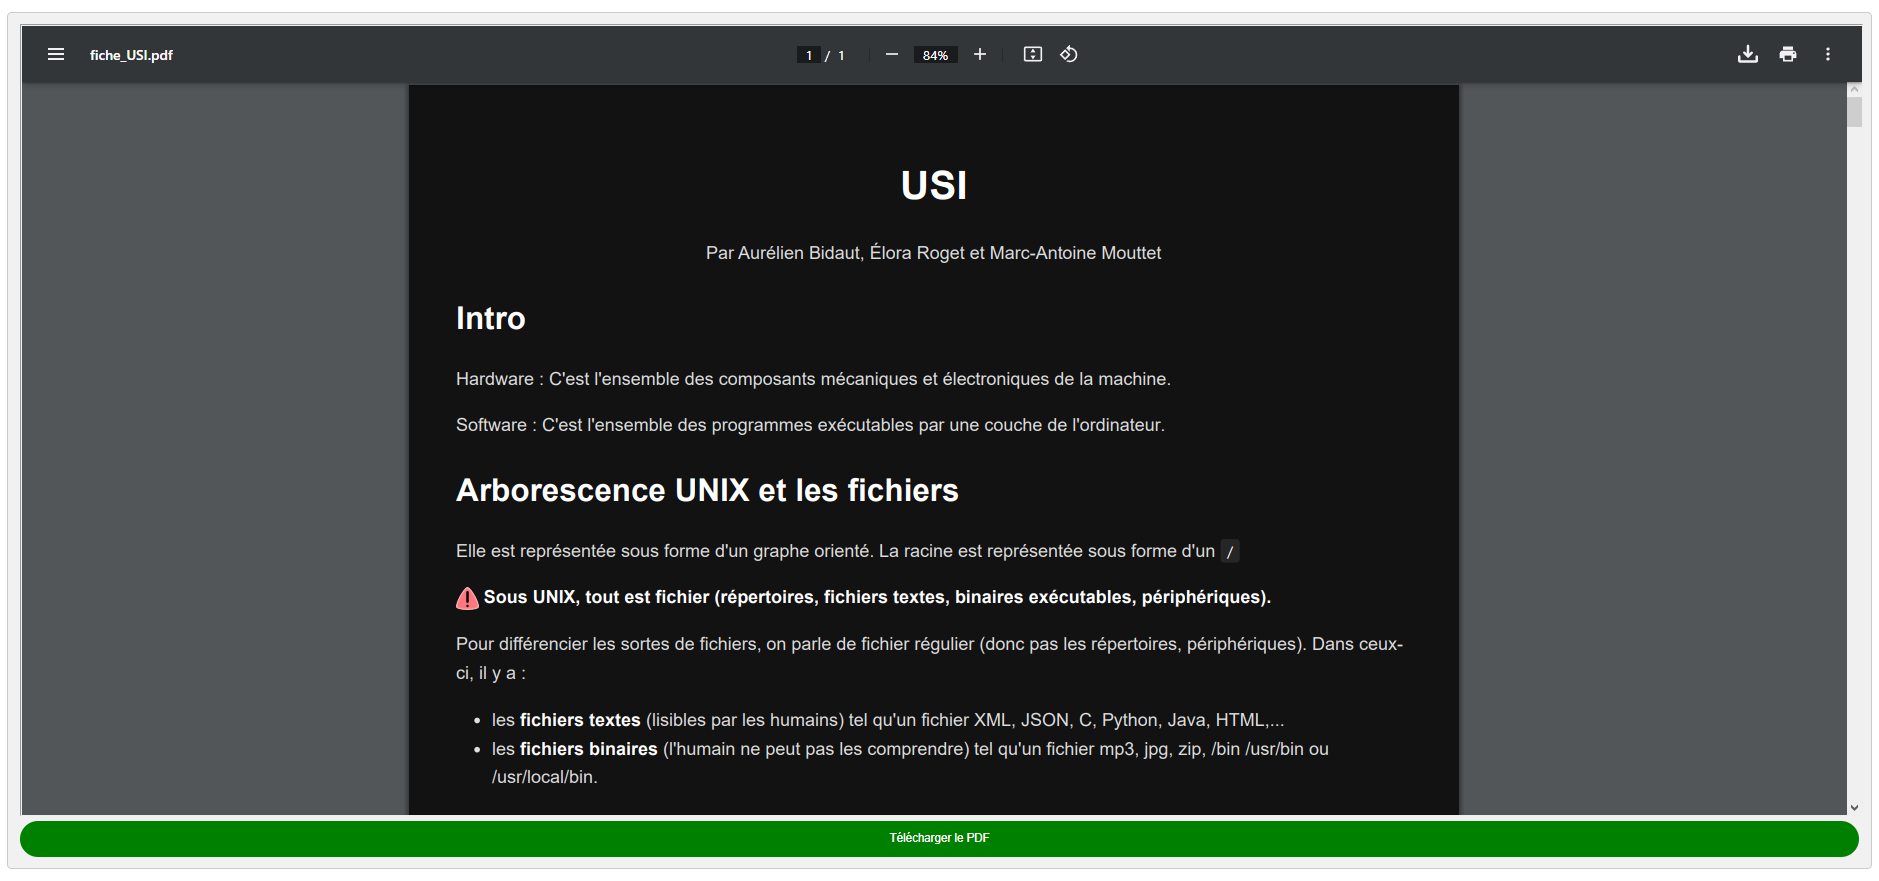 fiche_USI.pdf
1 / 1
84%
USI
Par Aurélien Bidaut, Élora Roget et Marc-Antoine Mouttet
Intro
Hardware : C'est l'ensemble des composants mécaniques et électroniques de la machine.
Software : C'est l'ensemble des programmes exécutables par une couche de l'ordinateur.
Arborescence UNIX et les fichiers
Elle est représentée sous forme d'un graphe orienté. La racine est représentée sous forme d'un /
Sous UNIX, tout est fichier (répertoires, fichiers textes, binaires exécutables, périphériques).
Pour différencier les sortes de fichiers, on parle de fichier régulier (donc pas les répertoires, périphériques). Dans ceux-
ci, il y a :
• les fichiers textes (lisibles par les humains) tel qu'un fichier XML, JSON, C, Python, Java, HTML,...
• les fichiers binaires (l'humain ne peut pas les comprendre) tel qu'un fichier mp3, jpg, zip, /bin /usr/bin ou
/usr/local/bin.
Télécharger le PDF